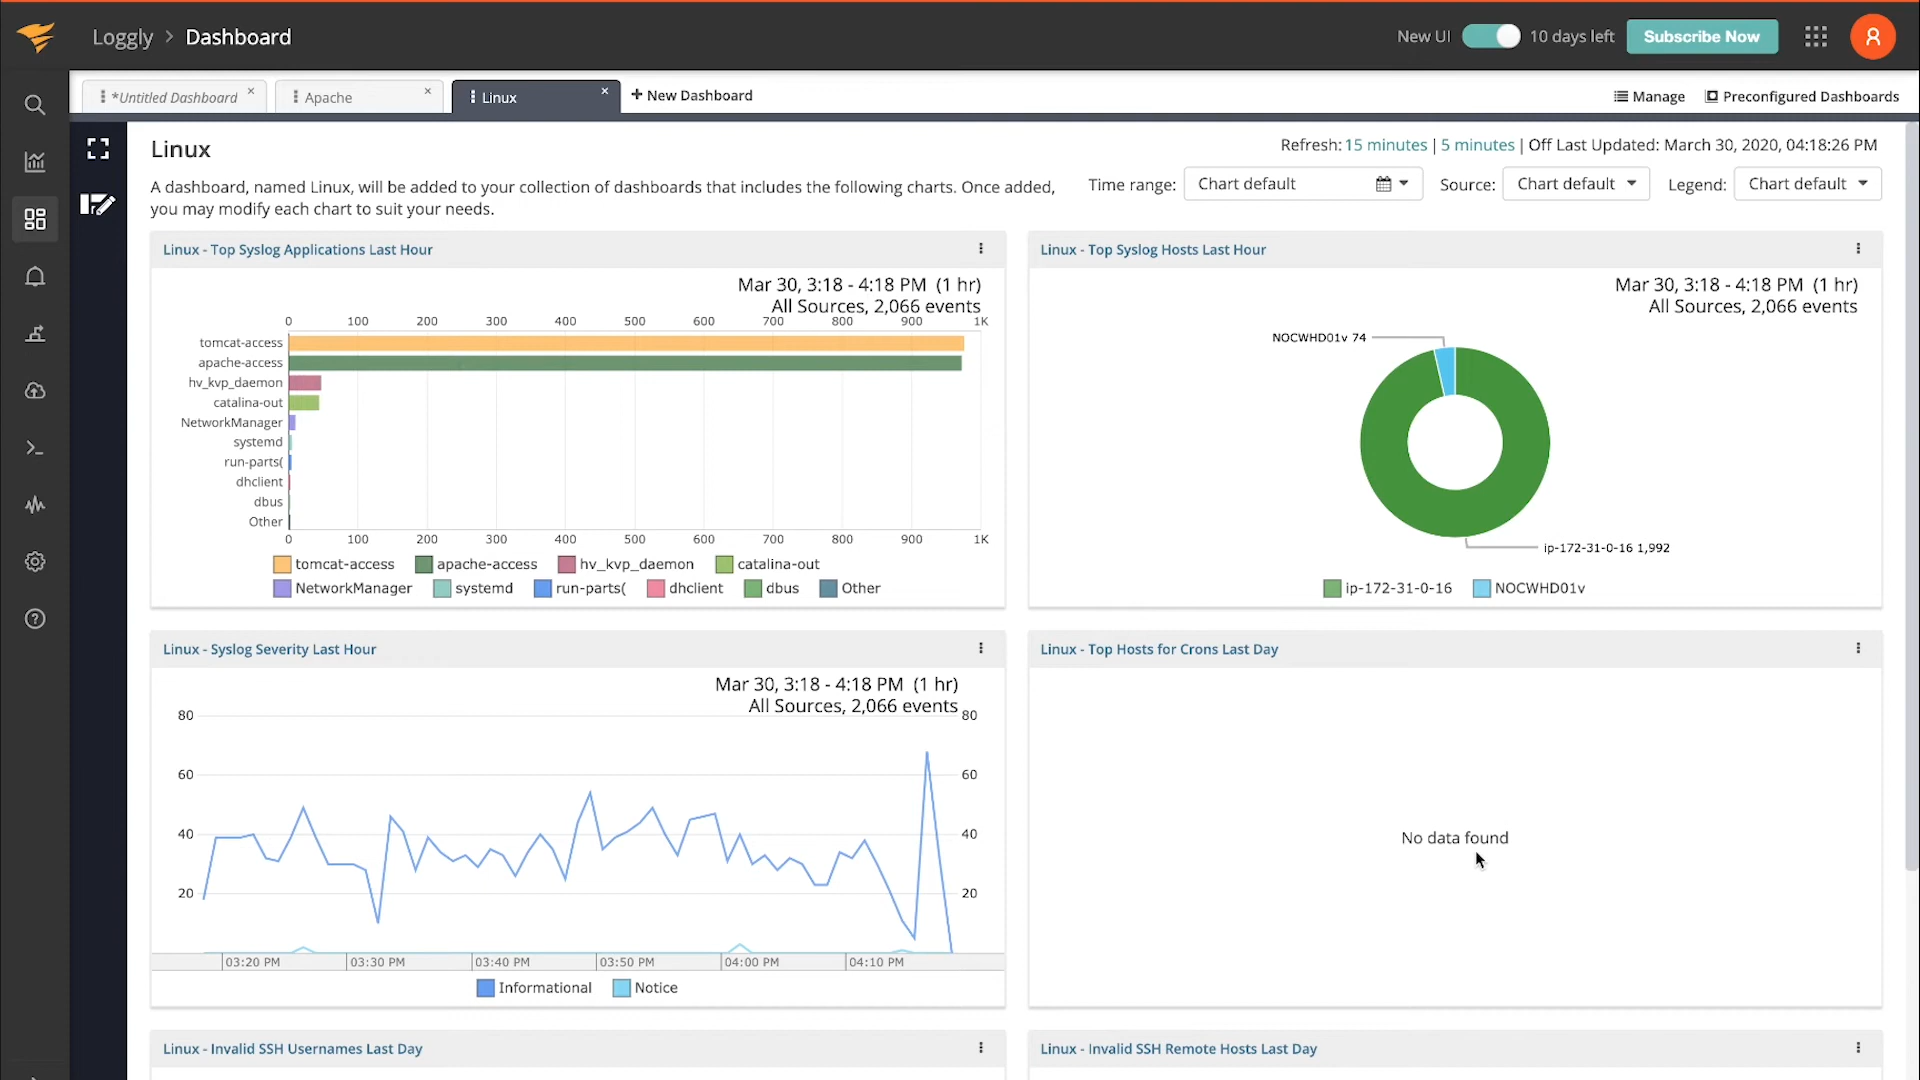 Loggly > Dashboard
New UI 10 days left Subscribe Now
*Untitled Dashboard × Apache × Linux × + New Dashboard Manage Preconfigured Dashboards
Linux
Refresh: 15 minutes | 5 minutes | Off Last Updated: March 30, 2020, 04:18:26 PM
A dashboard, named Linux, will be added to your collection of dashboards that includes the following charts. Once added,
you may modify each chart to suit your needs.
Time range: Chart default Source: Chart default Legend: Chart default
Linux - Top Syslog Applications Last Hour
Mar 30, 3:18 - 4:18 PM (1 hr)
All Sources, 2,066 events
0 100 200 300 400 500 600 700 800 900 1K
tomcat-access
apache-access
hv_kvp_daemon
catalina-out
NetworkManager
systemd
run-parts(
dhclient
dbus
Other
0 100 200 300 400 500 600 700 800 900 1K
tomcat-access apache-access hv_kvp_daemon catalina-out
NetworkManager systemd run-parts( dhclient dbus Other
Linux - Top Syslog Hosts Last Hour
Mar 30, 3:18 - 4:18 PM (1 hr)
All Sources, 2,066 events
NOCWHD01v 74
ip-172-31-0-16 1,992
ip-172-31-0-16 NOCWHD01v
Linux - Syslog Severity Last Hour
Mar 30, 3:18 - 4:18 PM (1 hr)
All Sources, 2,066 events
80 80
60 60
40 40
20 20
03:20 PM 03:30 PM 03:40 PM 03:50 PM 04:00 PM 04:10 PM
Informational Notice
Linux - Top Hosts for Crons Last Day
No data found
Linux - Invalid SSH Usernames Last Day
Linux - Invalid SSH Remote Hosts Last Day